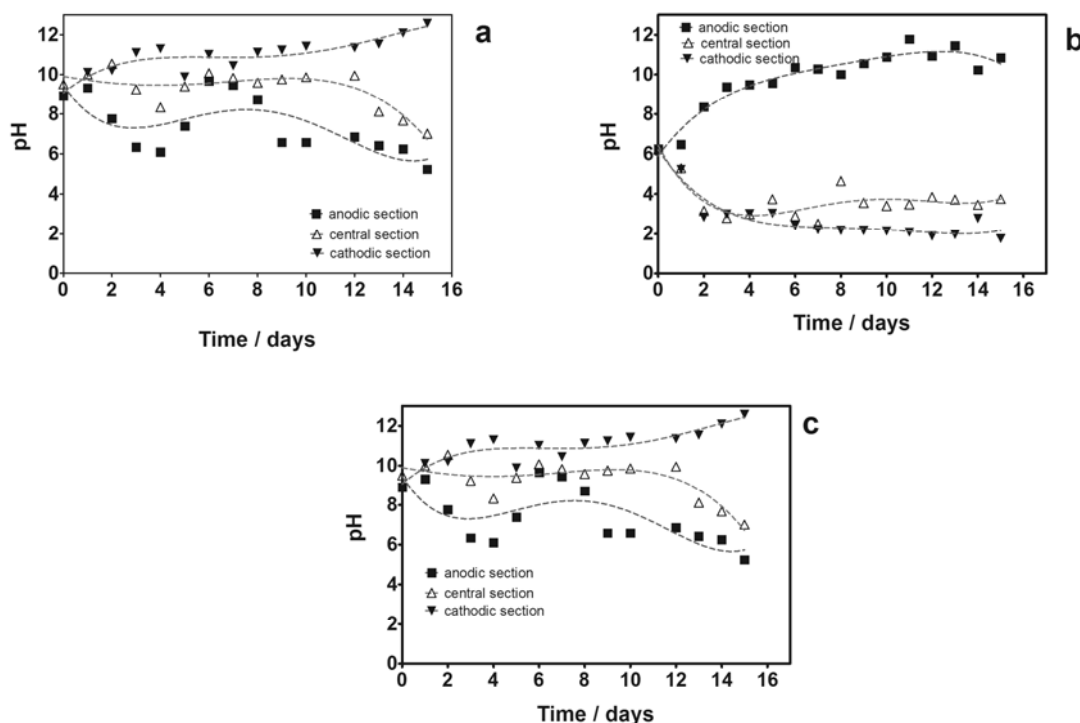 12
10
8
6
4
2
0
pH
a
anodic section
central section
cathodic section
0 2 4 6 8 10 12 14 16
Time / days
12
10
8
6
4
2
0
pH
b
anodic section
central section
cathodic section
0 2 4 6 8 10 12 14 16
Time / days
12
10
8
6
4
2
0
pH
c
anodic section
central section
cathodic section
0 2 4 6 8 10 12 14 16
Time / days